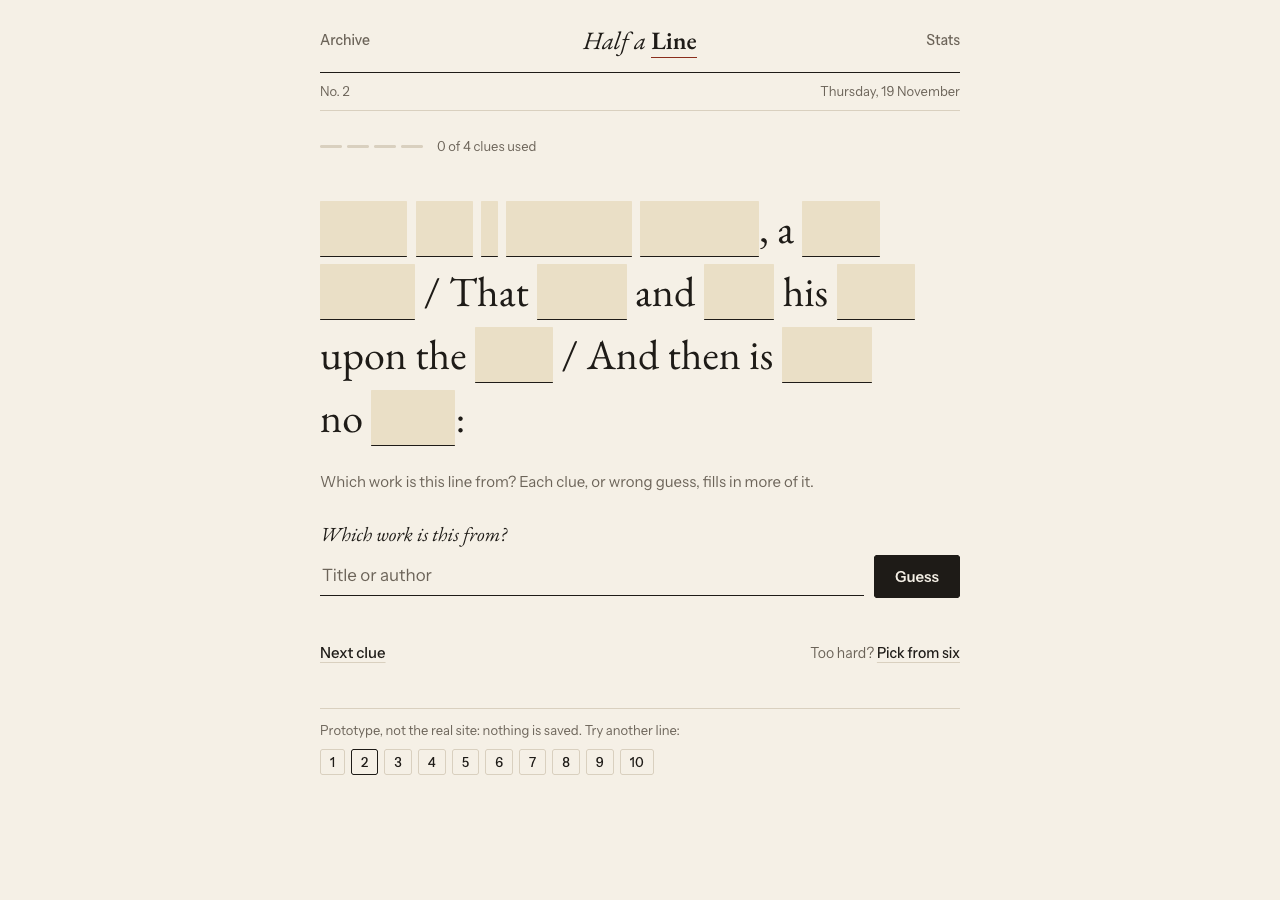 Archive
Half a Line
Stats
No. 2
Thursday, 19 November
0 of 4 clues used
, a
/ That and his
upon the / And then is
no :
Which work is this line from? Each clue, or wrong guess, fills in more of it.
Which work is this from?
Title or author
Guess
Next clue
Too hard? Pick from six
Prototype, not the real site: nothing is saved. Try another line:
1 2 3 4 5 6 7 8 9 10